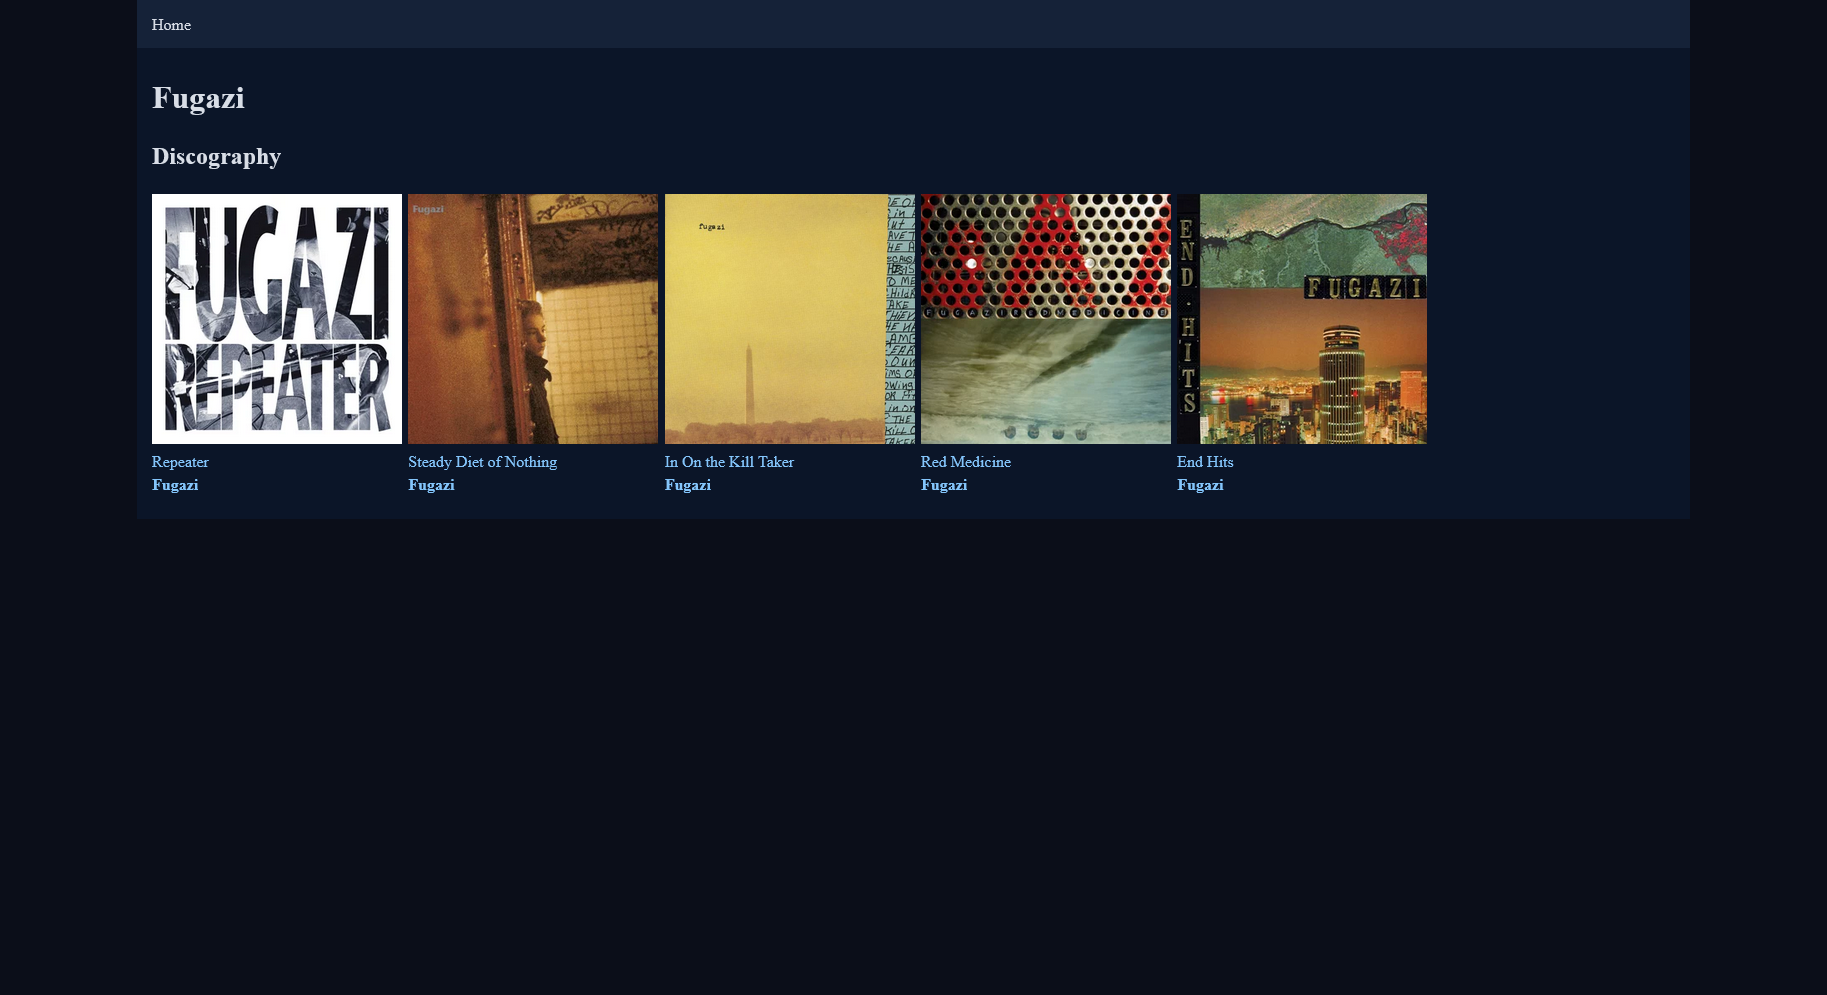 Home
Fugazi
Discography
FUGAZI
REPEATER
Fugazi
fugazi
FUGAZI RED MEDICINE
END·HITS
FUGAZI
Repeater
Fugazi
Steady Diet of Nothing
Fugazi
In On the Kill Taker
Fugazi
Red Medicine
Fugazi
End Hits
Fugazi